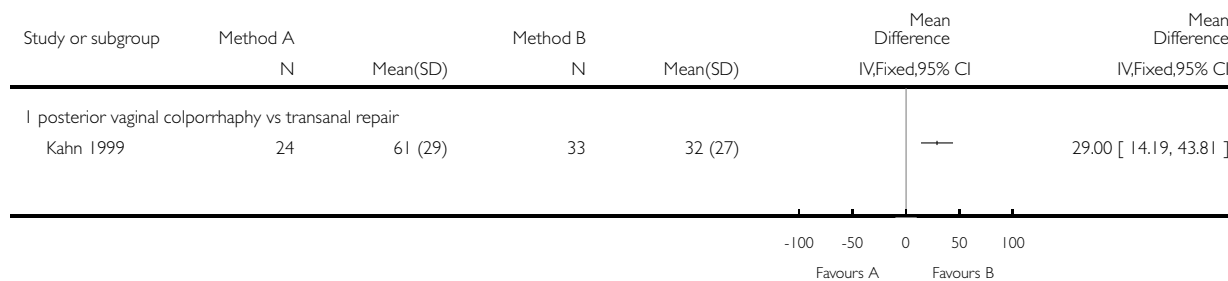 Study or subgroup Method A Method B Mean Difference Mean Difference
N Mean(SD) N Mean(SD) IV,Fixed,95% CI IV,Fixed,95% CI
1 posterior vaginal colporrhaphy vs transanal repair
Kahn 1999 24 61 (29) 33 32 (27) 29.00 [ 14.19, 43.81 ]
-100 -50 0 50 100
Favours A Favours B